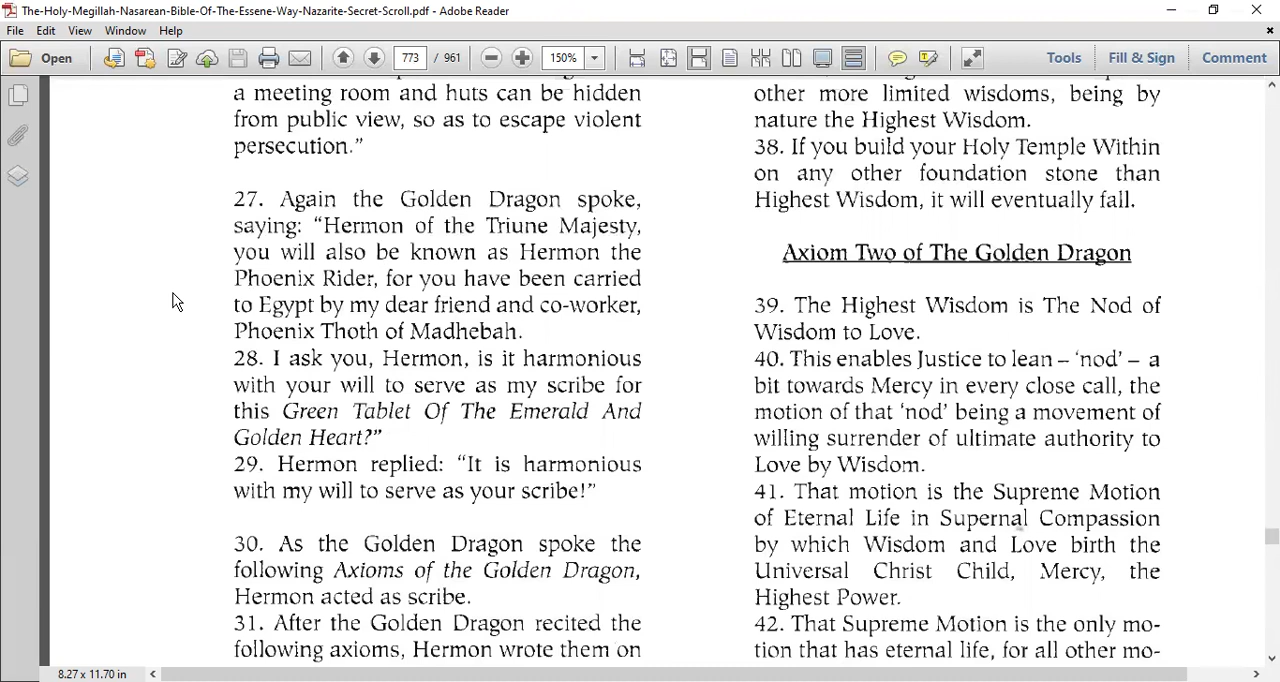 The-Holy-Megillah-Nasarean-Bible-Of-The-Essene-Way-Nazarite-Secret-Scroll.pdf - Adobe Reader
File Edit View Window Help
Open 773 / 961 150% Tools Fill & Sign Comment
a meeting room and huts can be hidden
from public view, so as to escape violent
persecution.”
27. Again the Golden Dragon spoke,
saying: “Hermon of the Triune Majesty,
you will also be known as Hermon the
Phoenix Rider, for you have been carried
to Egypt by my dear friend and co-worker,
Phoenix Thoth of Madhebah.
28. I ask you, Hermon, is it harmonious
with your will to serve as my scribe for
this Green Tablet Of The Emerald And
Golden Heart?”
29. Hermon replied: “It is harmonious
with my will to serve as your scribe!”
30. As the Golden Dragon spoke the
following Axioms of the Golden Dragon,
Hermon acted as scribe.
31. After the Golden Dragon recited the
following axioms, Hermon wrote them on
other more limited wisdoms, being by
nature the Highest Wisdom.
38. If you build your Holy Temple Within
on any other foundation stone than
Highest Wisdom, it will eventually fall.
Axiom Two of The Golden Dragon
39. The Highest Wisdom is The Nod of
Wisdom to Love.
40. This enables Justice to lean – ‘nod’ – a
bit towards Mercy in every close call, the
motion of that ‘nod’ being a movement of
willing surrender of ultimate authority to
Love by Wisdom.
41. That motion is the Supreme Motion
of Eternal Life in Supernal Compassion
by which Wisdom and Love birth the
Universal Christ Child, Mercy, the
Highest Power.
42. That Supreme Motion is the only mo-
tion that has eternal life, for all other mo-
8.27 x 11.70 in